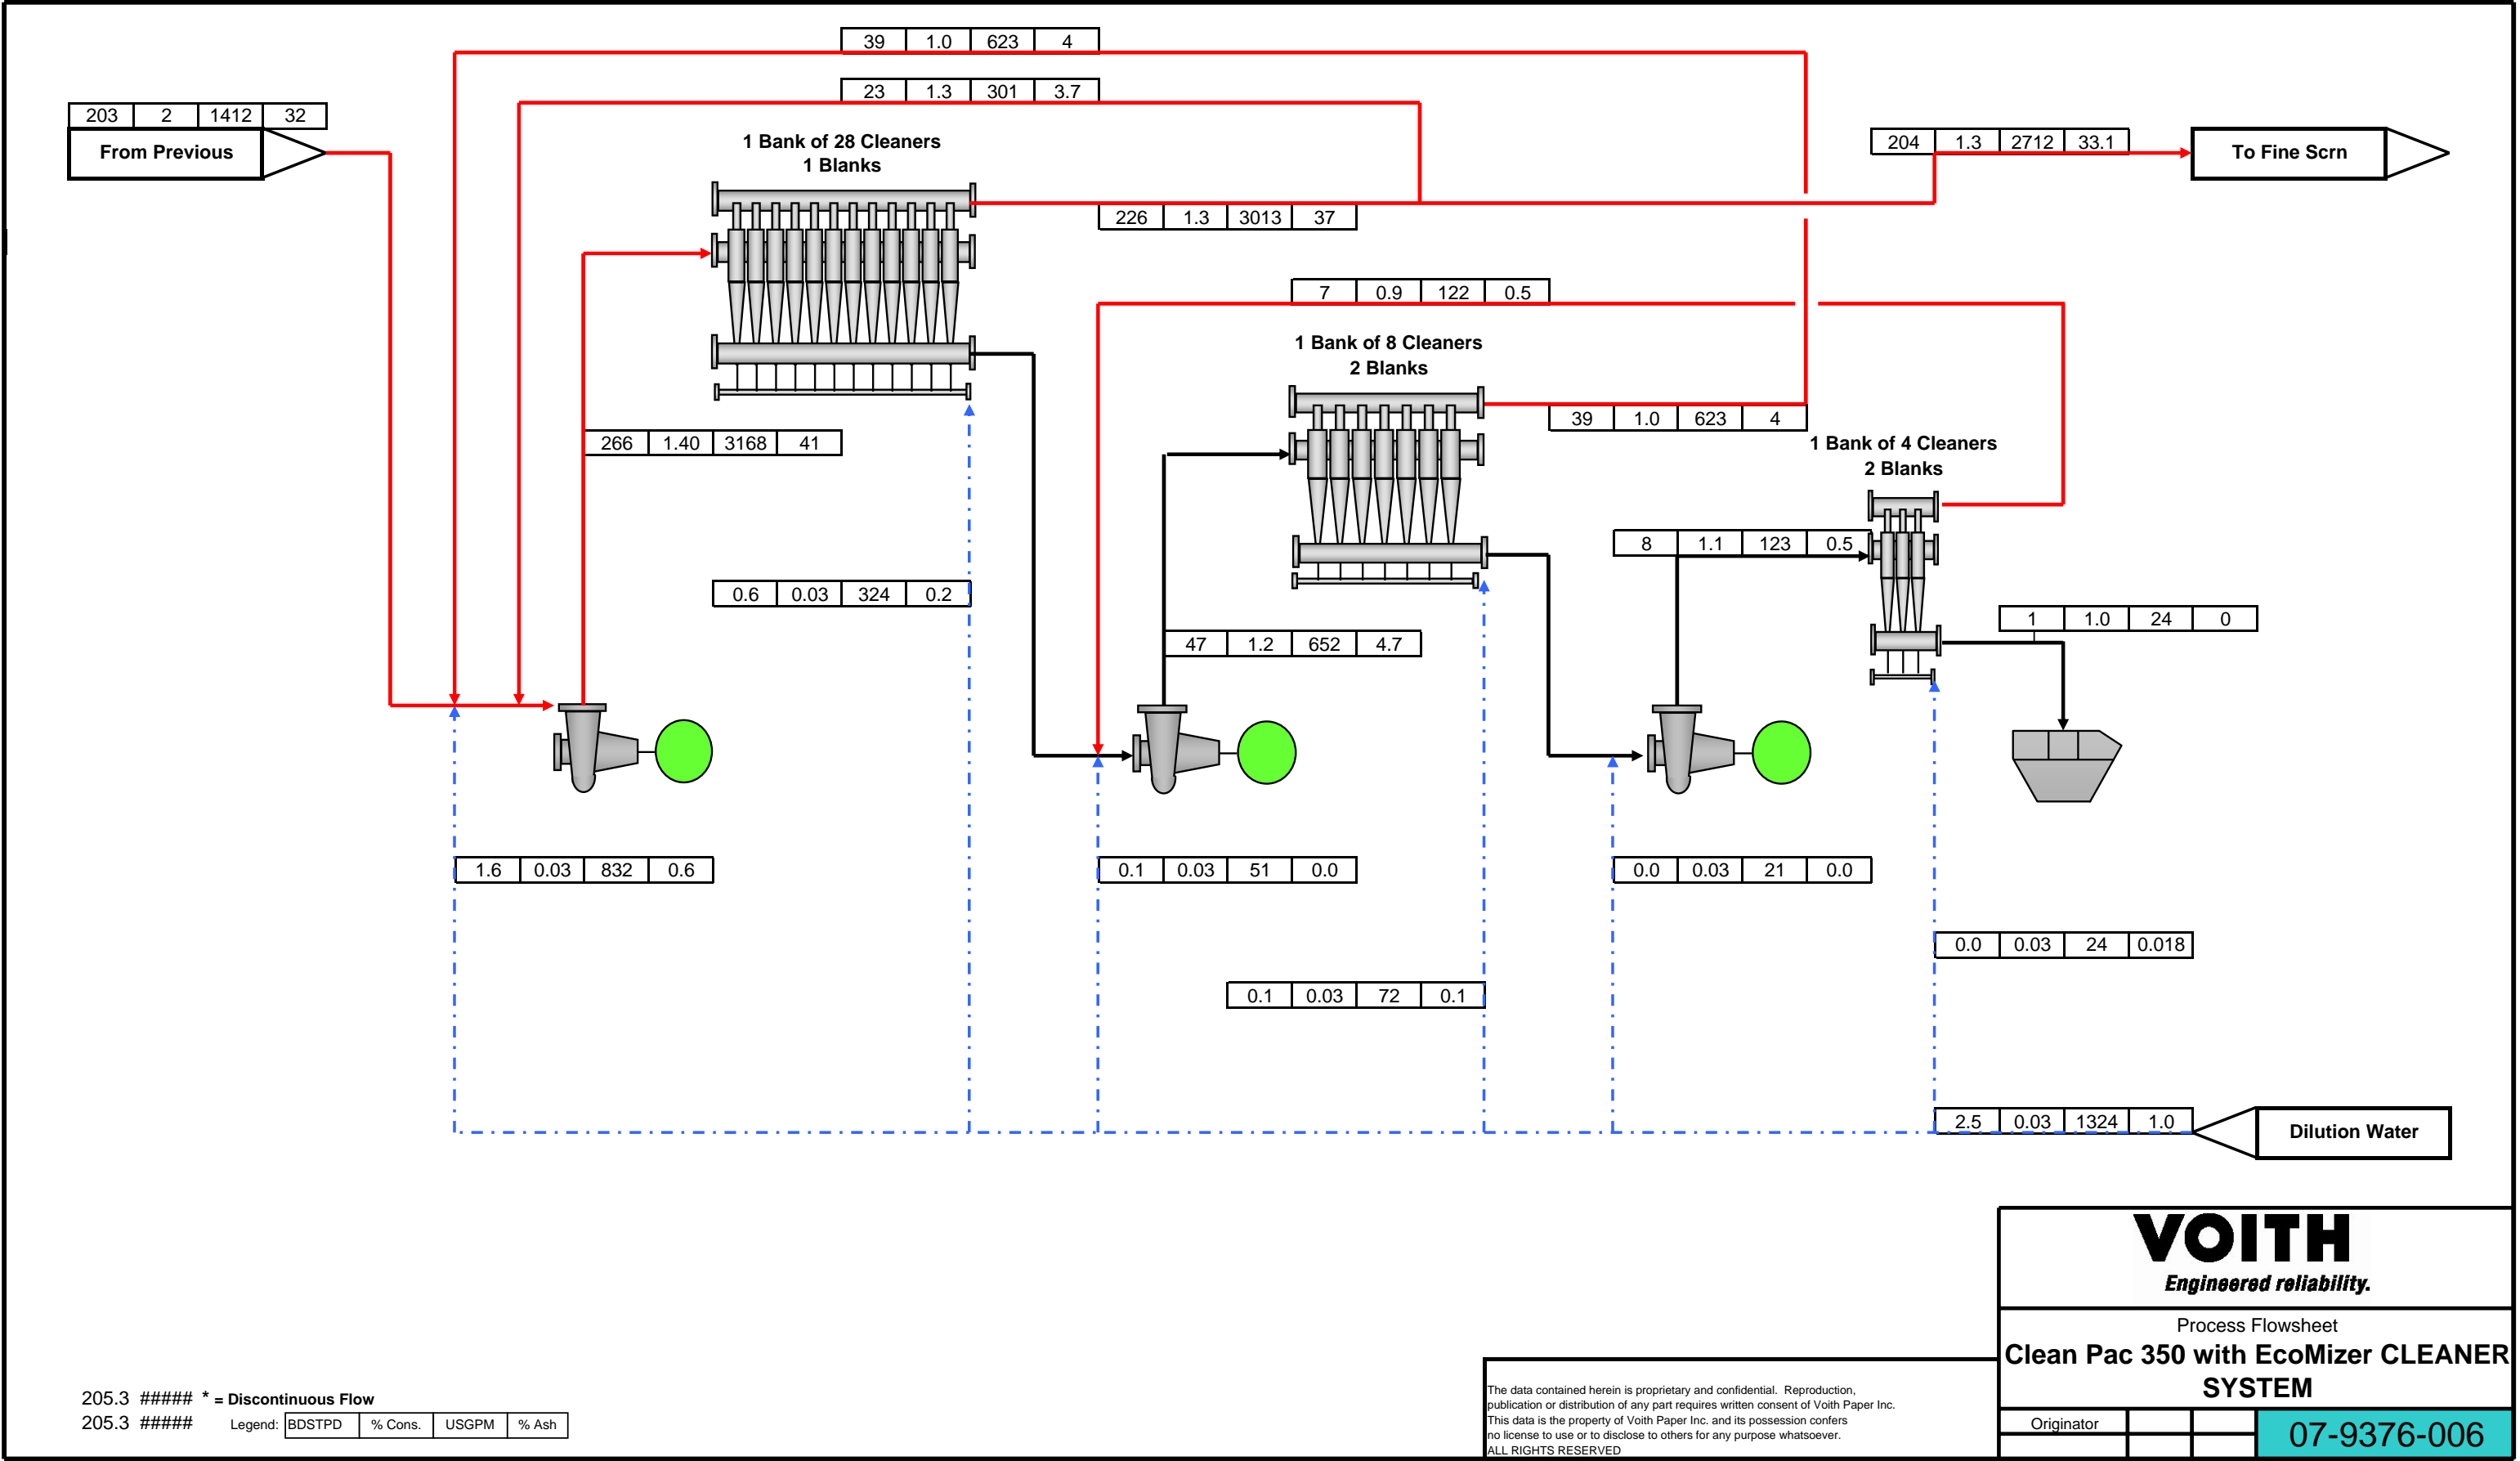 39 1.0 623 4
23 1.3 301 3.7
203 2 1412 32
From Previous
1 Bank of 28 Cleaners
1 Blanks
204 1.3 2712 33.1
To Fine Scrn
226 1.3 3013 37
7 0.9 122 0.5
1 Bank of 8 Cleaners
2 Blanks
39 1.0 623 4
266 1.40 3168 41
1 Bank of 4 Cleaners
2 Blanks
8 1.1 123 0.5
0.6 0.03 324 0.2
47 1.2 652 4.7
1 1.0 24 0
1.6 0.03 832 0.6
0.1 0.03 51 0.0
0.0 0.03 21 0.0
0.0 0.03 24 0.018
0.1 0.03 72 0.1
2.5 0.03 1324 1.0
Dilution Water
VOITH
Engineered reliability.
Process Flowsheet
Clean Pac 350 with EcoMizer CLEANER
SYSTEM
Originator
07-9376-006
The data contained herein is proprietary and confidential. Reproduction,
publication or distribution of any part requires written consent of Voith Paper Inc.
This data is the property of Voith Paper Inc. and its possession confers
no license to use or to disclose to others for any purpose whatsoever.
ALL RIGHTS RESERVED
205.3 ##### * = Discontinuous Flow
205.3 ##### Legend: BDSTPD % Cons. USGPM % Ash